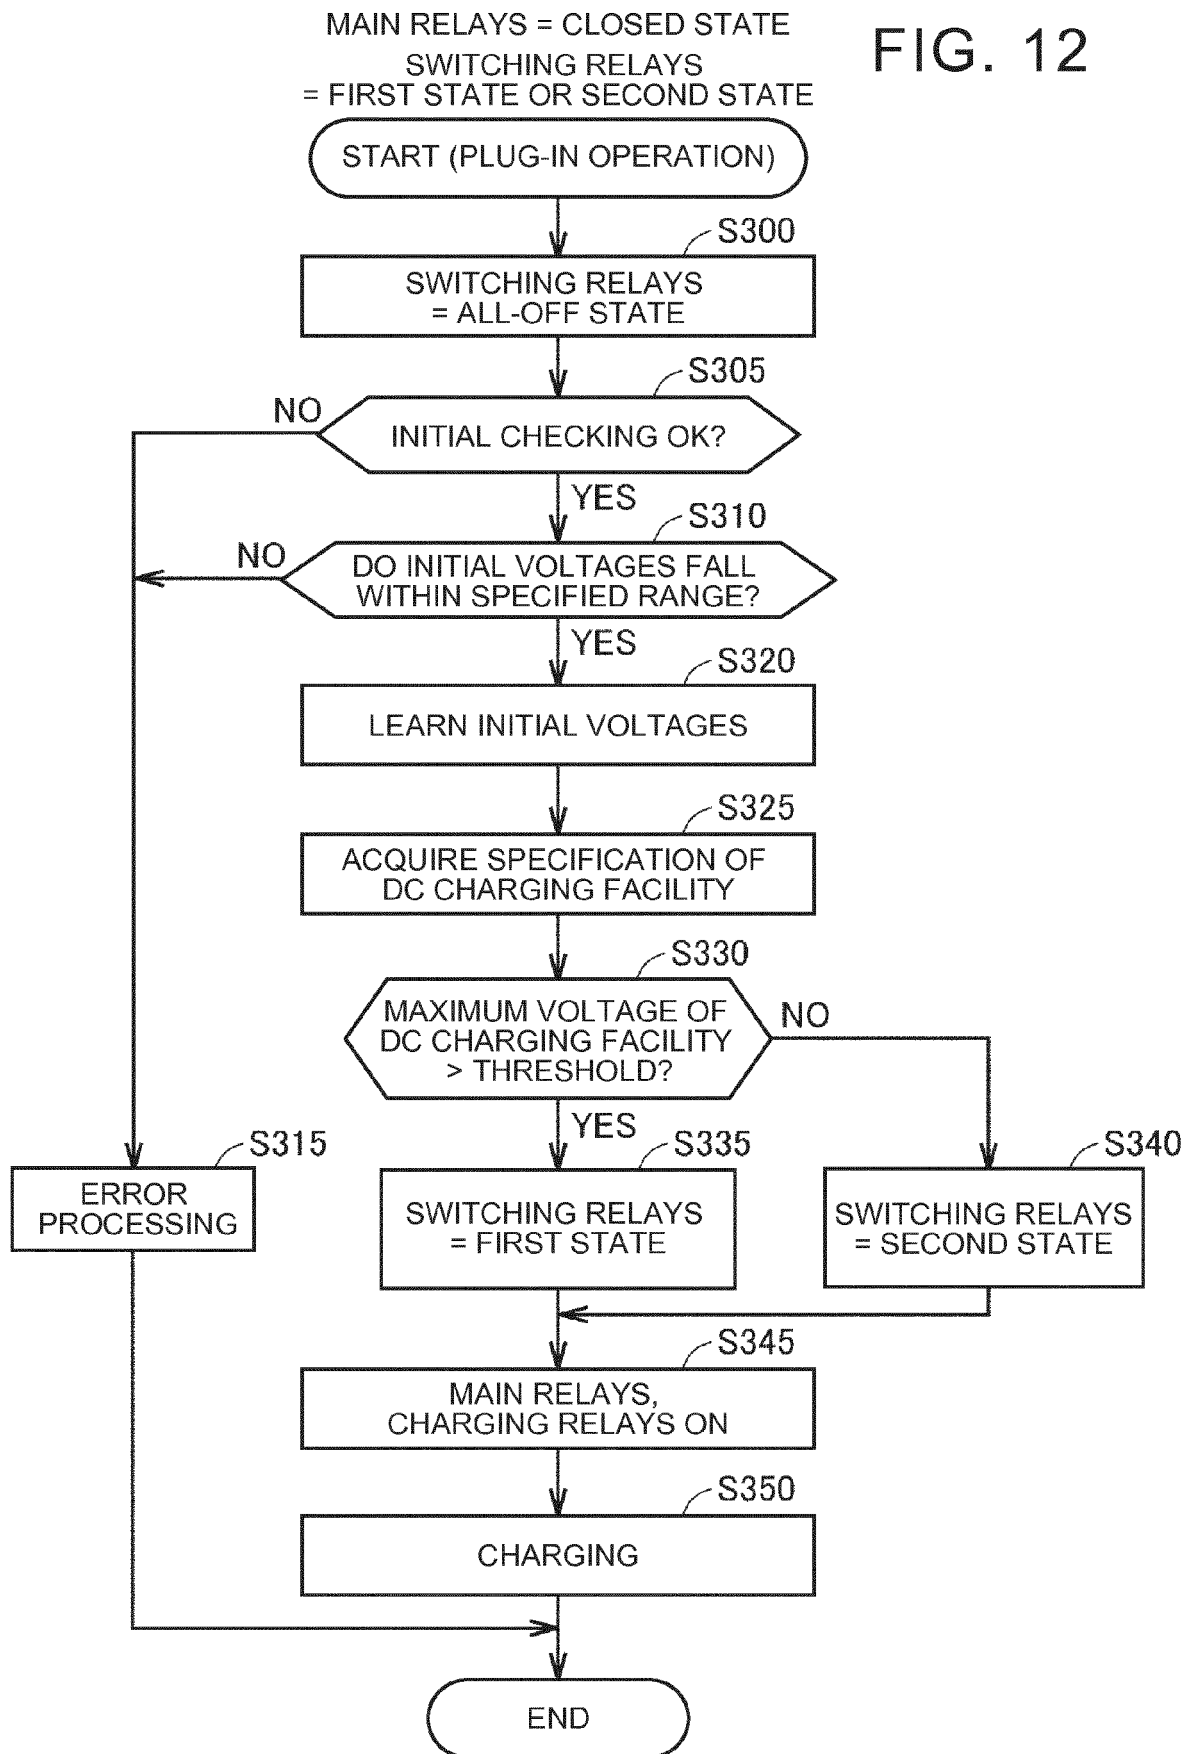 MAIN RELAYS = CLOSED STATE
SWITCHING RELAYS
= FIRST STATE OR SECOND STATE
FIG. 12
START (PLUG-IN OPERATION)
S300
SWITCHING RELAYS
= ALL-OFF STATE
S305
NO
INITIAL CHECKING OK?
YES
S310
NO
DO INITIAL VOLTAGES FALL
WITHIN SPECIFIED RANGE?
YES
S320
LEARN INITIAL VOLTAGES
S325
ACQUIRE SPECIFICATION OF
DC CHARGING FACILITY
S330
MAXIMUM VOLTAGE OF
DC CHARGING FACILITY
> THRESHOLD?
NO
YES
S315
ERROR
PROCESSING
S335
SWITCHING RELAYS
= FIRST STATE
S340
SWITCHING RELAYS
= SECOND STATE
S345
MAIN RELAYS,
CHARGING RELAYS ON
S350
CHARGING
END